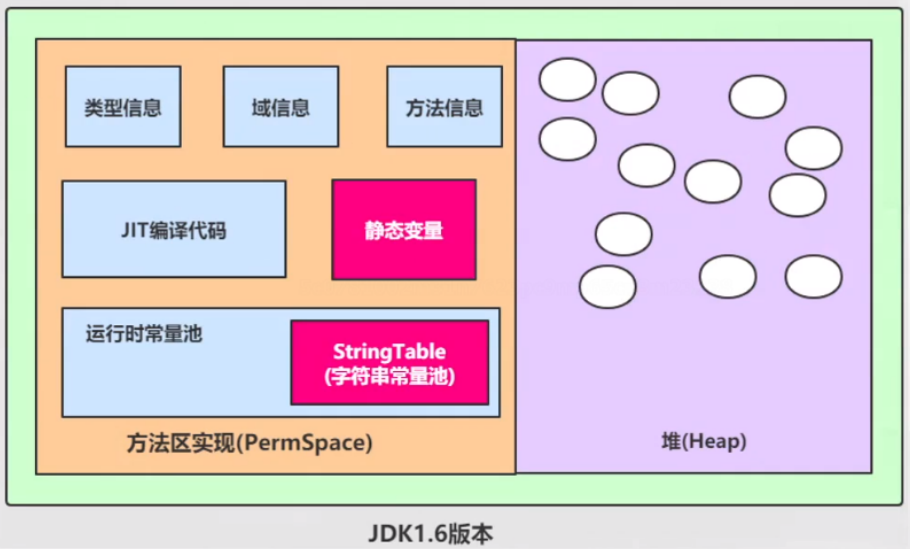 类型信息
域信息
方法信息
JIT编译代码
静态变量
运行时常量池
StringTable
(字符串常量池)
方法区实现(PermSpace)
堆(Heap)
JDK1.6版本